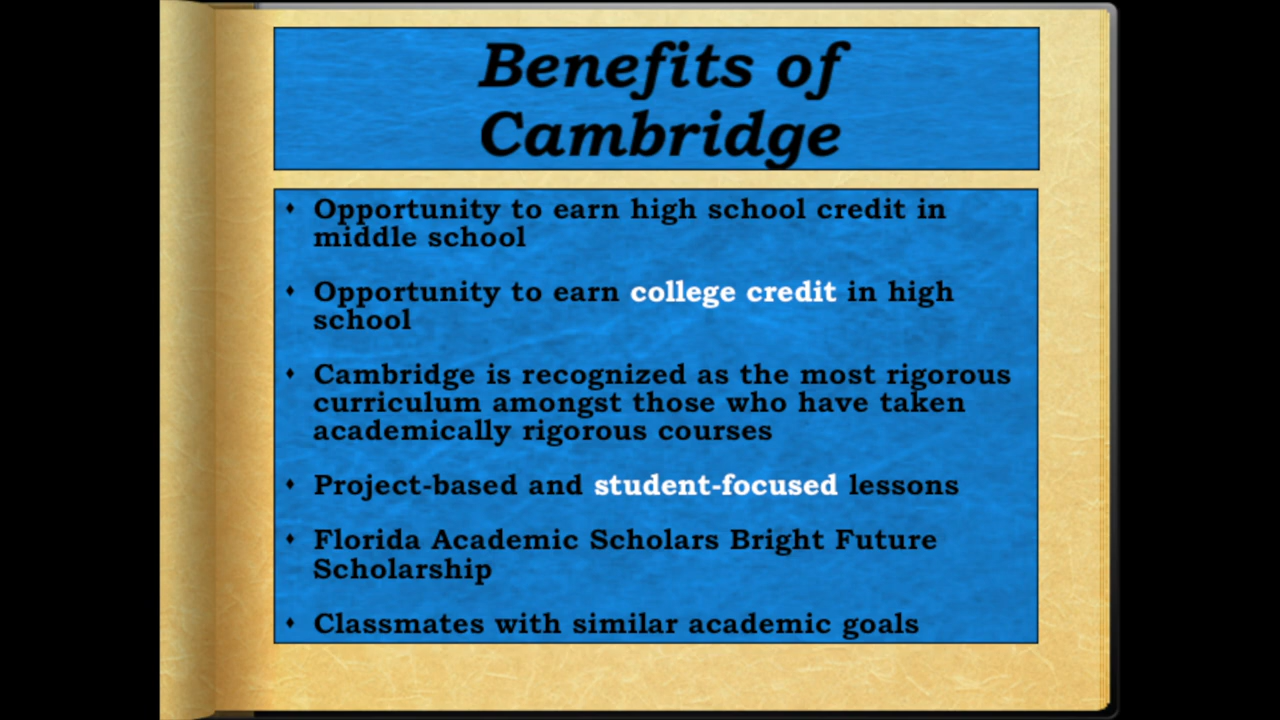 Benefits of
Cambridge
♦ Opportunity to earn high school credit in
middle school
♦ Opportunity to earn college credit in high
school
♦ Cambridge is recognized as the most rigorous
curriculum amongst those who have taken
academically rigorous courses
♦ Project-based and student-focused lessons
♦ Florida Academic Scholars Bright Future
Scholarship
♦ Classmates with similar academic goals